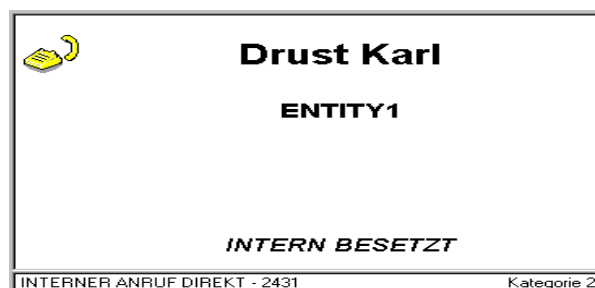 Drust Karl
ENTITY1
INTERN BESETZT
INTERNER ANRUF DIREKT - 2431 Kategorie 2